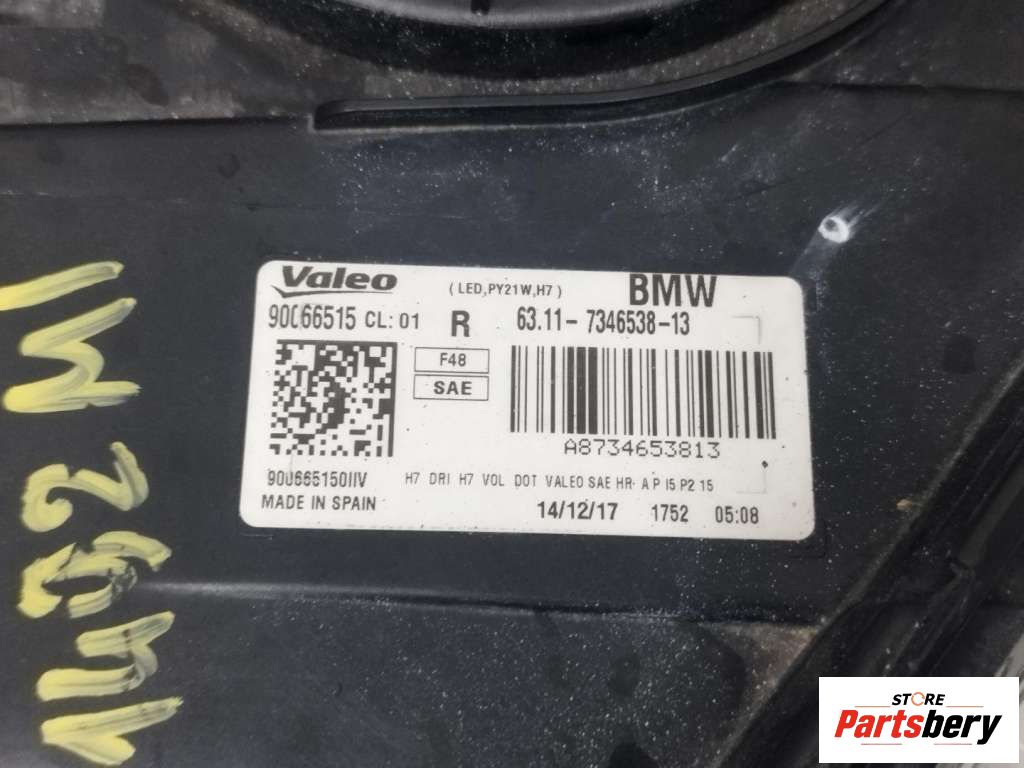 Valeo
(LED,PY21W,H7)
BMW
90066515 CL: 01
R
63.11- 7346538-13
F48
SAE
A8734653813
900665150IIV
MADE IN SPAIN
H7 DRI H7 VOL DOT VALEO SAE HR A P I5 P2 15
14/12/17 1752 05:08
STORE
Partsbery